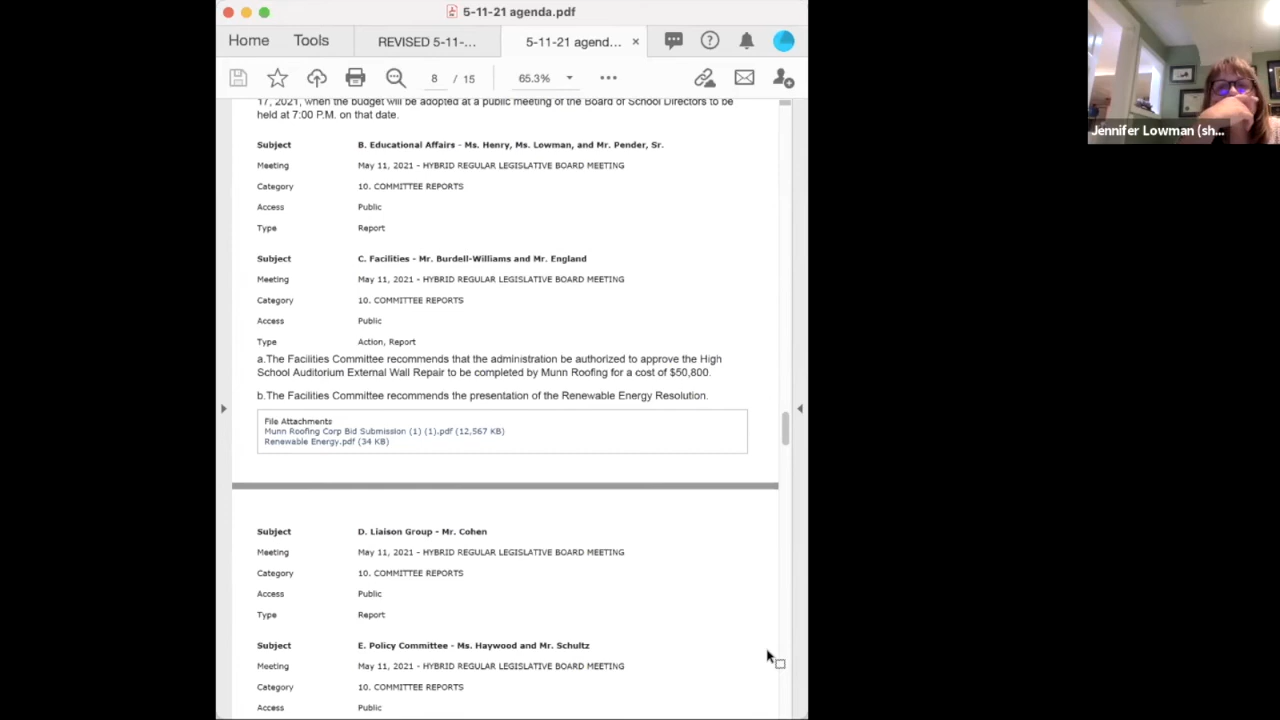 5-11-21 agenda.pdf
Home Tools REVISED 5-11-... 5-11-21 agend... ×
8 / 15 65.3%
17, 2021, when the budget will be adopted at a public meeting of the Board of School Directors to be
held at 7:00 P.M. on that date.
Subject B. Educational Affairs - Ms. Henry, Ms. Lowman, and Mr. Pender, Sr.
Meeting May 11, 2021 - HYBRID REGULAR LEGISLATIVE BOARD MEETING
Category 10. COMMITTEE REPORTS
Access Public
Type Report
Subject C. Facilities - Mr. Burdell-Williams and Mr. England
Meeting May 11, 2021 - HYBRID REGULAR LEGISLATIVE BOARD MEETING
Category 10. COMMITTEE REPORTS
Access Public
Type Action, Report
a.The Facilities Committee recommends that the administration be authorized to approve the High
School Auditorium External Wall Repair to be completed by Munn Roofing for a cost of $50,800.
b.The Facilities Committee recommends the presentation of the Renewable Energy Resolution.
File Attachments
Munn Roofing Corp Bid Submission (1) (1).pdf (12,567 KB)
Renewable Energy.pdf (34 KB)
Subject D. Liaison Group - Mr. Cohen
Meeting May 11, 2021 - HYBRID REGULAR LEGISLATIVE BOARD MEETING
Category 10. COMMITTEE REPORTS
Access Public
Type Report
Subject E. Policy Committee - Ms. Haywood and Mr. Schultz
Meeting May 11, 2021 - HYBRID REGULAR LEGISLATIVE BOARD MEETING
Category 10. COMMITTEE REPORTS
Access Public
Jennifer Lowman (sh...